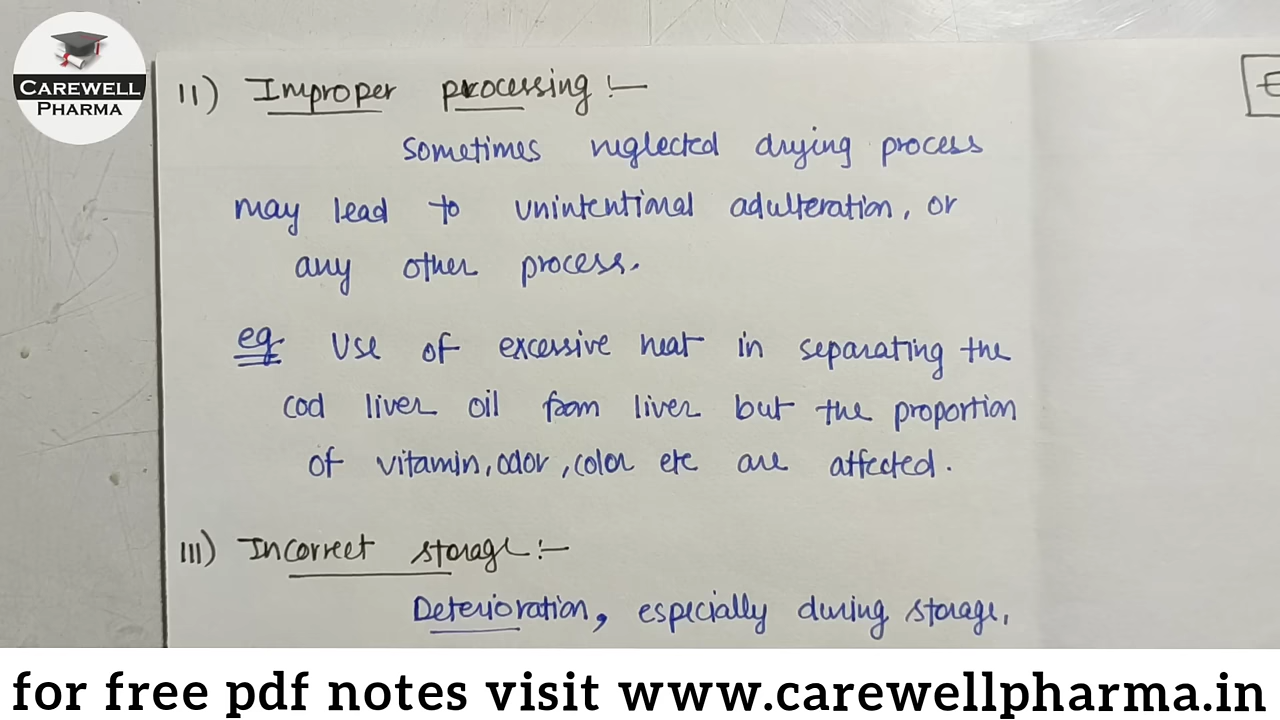 CAREWELL
PHARMA
II) Improper processing :-
Sometimes neglected drying process
may lead to unintentional adulteration, or
any other process.
eg. Use of excessive heat in separating the
cod liver oil from liver but the proportion
of vitamin, odor, color etc are affected.
III) Incorrect storage :-
Deterioration, especially during storage,
for free pdf notes visit www.carewellpharma.in